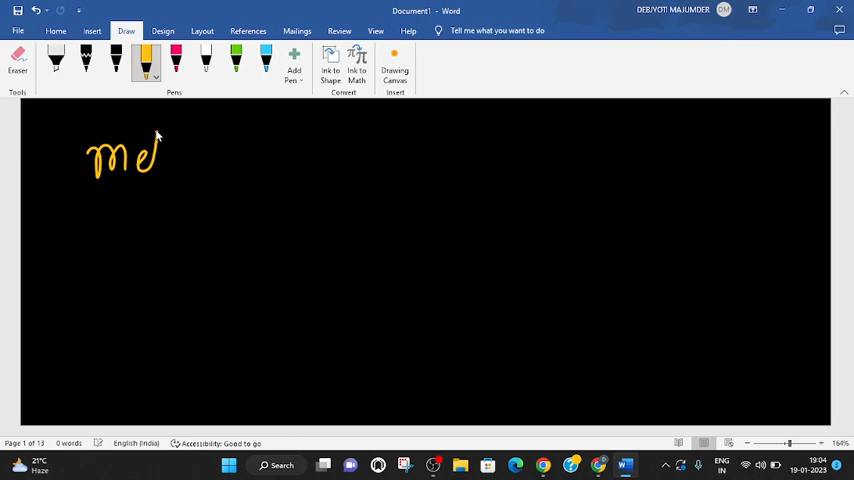 Document1 - Word
DEBJYOTI MAJUMDER DM
File Home Insert Draw Design Layout References Mailings Review View Help Tell me what you want to do
Eraser
Add Pen
Ink to Shape
Ink to Math
Drawing Canvas
Tools Pens Convert Insert
me
Page 1 of 13 0 words English (India) Accessibility: Good to go 164%
21°C
Haze
Search
ENG
IN
19:04
19-01-2023
3